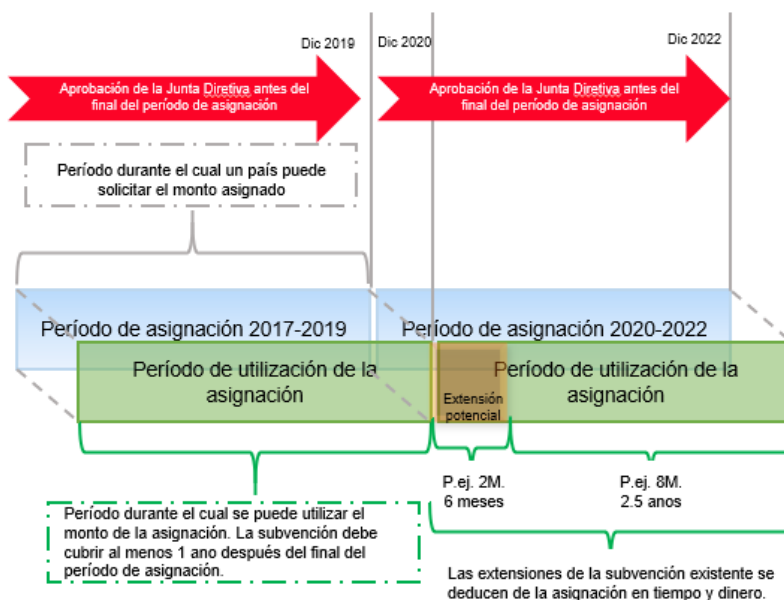 Dic 2019
Dic 2020
Dic 2022
Aprobación de la Junta Diretiva antes del
final del período de asignación
Aprobación de la Junta Diretiva antes del
final del período de asignación
Período durante el cual un país puede
solicitar el monto asignado
Período de asignación 2017-2019
Período de asignación 2020-2022
Período de utilización de la
asignación
Extensión
potencial
Período de utilización de la
asignación
P.ej. 2M.
6 meses
P.ej. 8M.
2.5 anos
Período durante el cual se puede utilizar el
monto de la asignación. La subvención debe
cubrir al menos 1 ano después del final del
período de asignación.
Las extensiones de la subvención existente se
deducen de la asignación en tiempo y dinero.